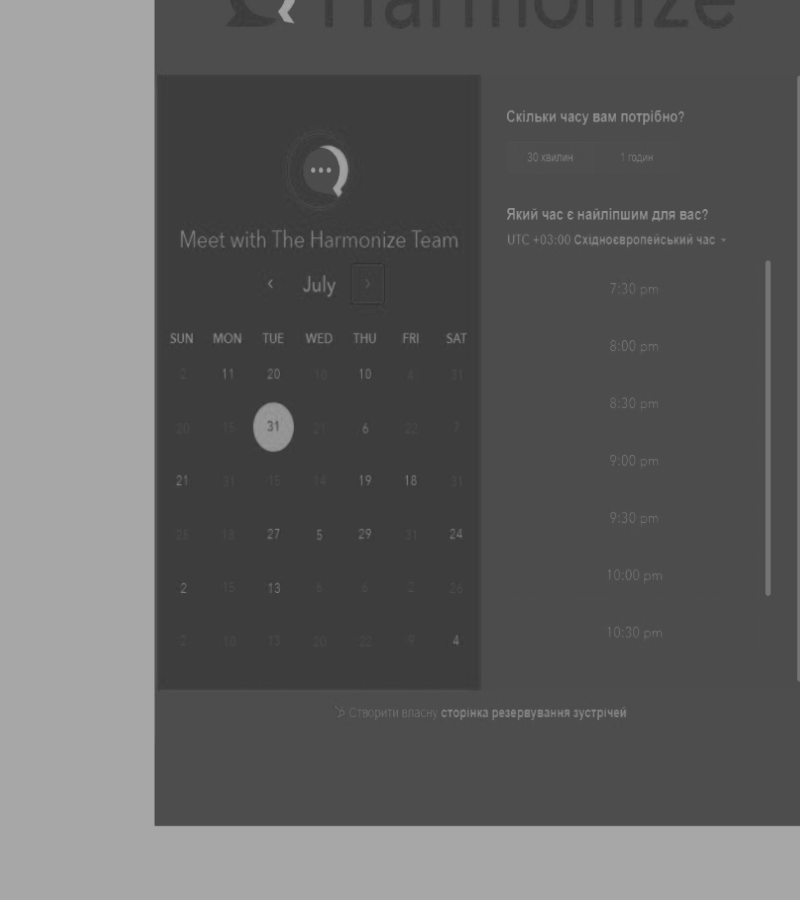 Harmonize
Meet with The Harmonize Team
‹ July ›
SUN MON TUE WED THU FRI SAT
2 11 20 10 10 4 31
20 15 31 21 6 22 7
21 31 15 14 19 18 31
27 5 29 31 24
2 15 13 6 2 26
2 16 13 20 22 9 4
Скільки часу вам потрібно?
30 хвилин 1 годин
Який час є найліпшим для вас?
UTC +03:00 Східноєвропейський час
7:30 pm
8:00 pm
8:30 pm
9:00 pm
9:30 pm
10:00 pm
10:30 pm
Створити власну сторінка резервування зустрічей